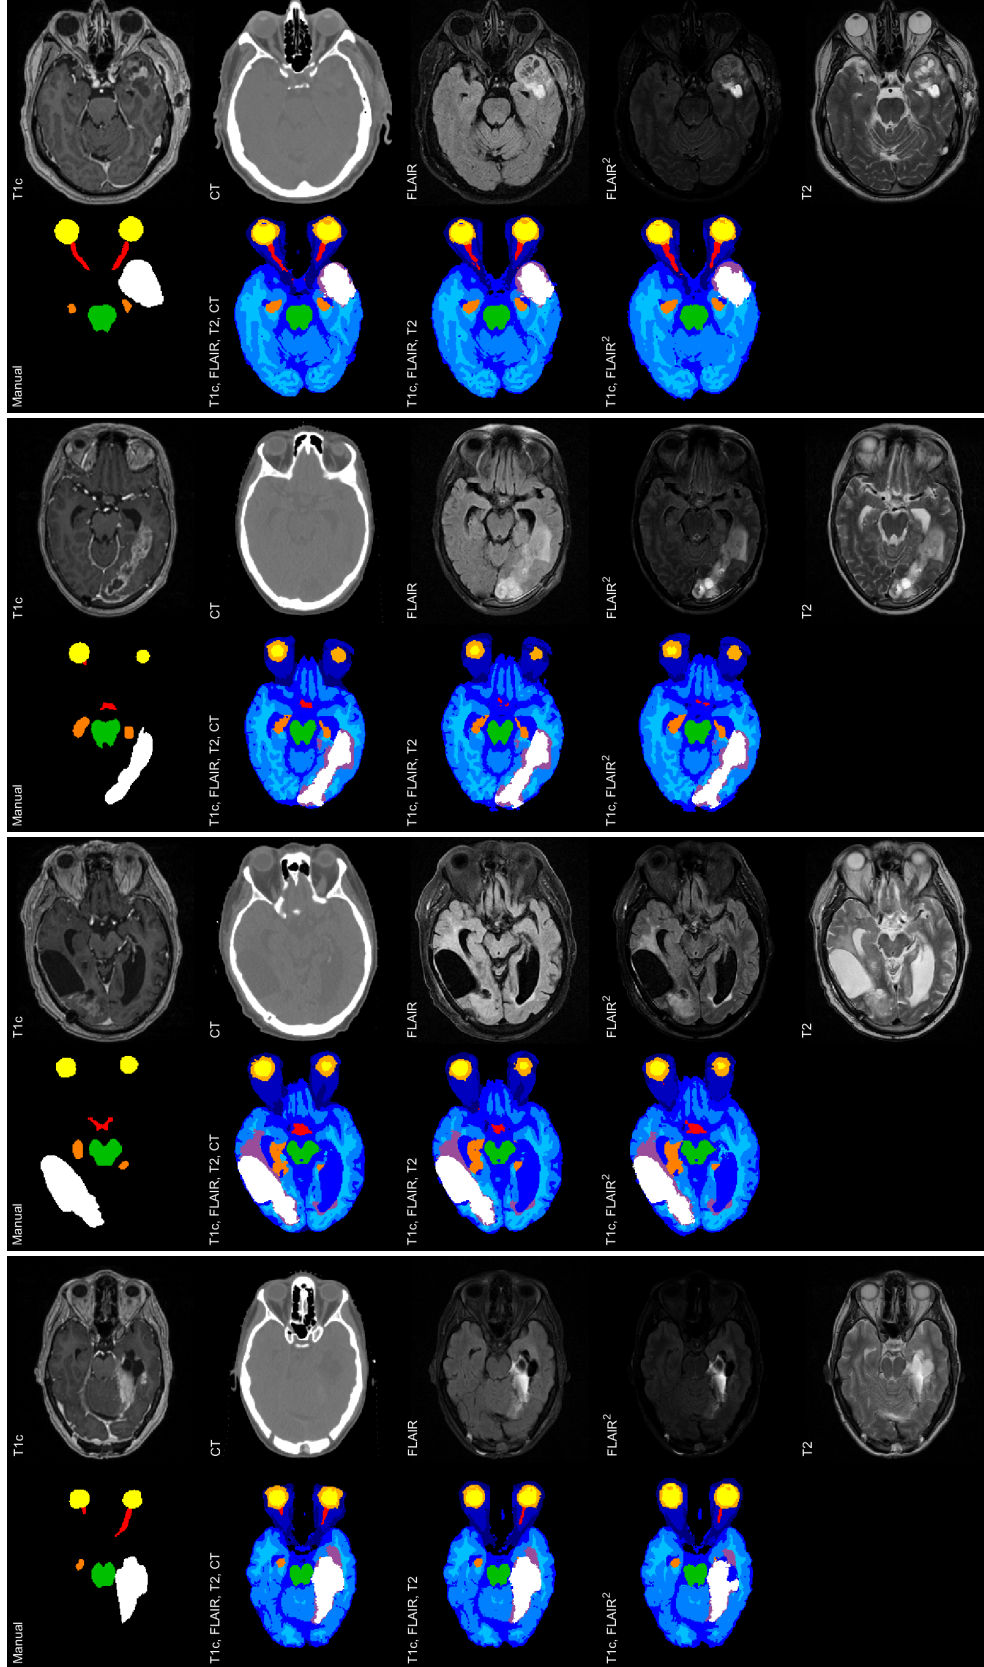 T1c
CT
FLAIR
FLAIR²
T2
Manual
T1c, FLAIR, T2, CT
T1c, FLAIR, T2
T1c, FLAIR²
T1c
CT
FLAIR
FLAIR²
T2
Manual
T1c, FLAIR, T2, CT
T1c, FLAIR, T2
T1c, FLAIR²
T1c
CT
FLAIR
FLAIR²
T2
Manual
T1c, FLAIR, T2, CT
T1c, FLAIR, T2
T1c, FLAIR²
T1c
CT
FLAIR
FLAIR²
T2
Manual
T1c, FLAIR, T2, CT
T1c, FLAIR, T2
T1c, FLAIR²